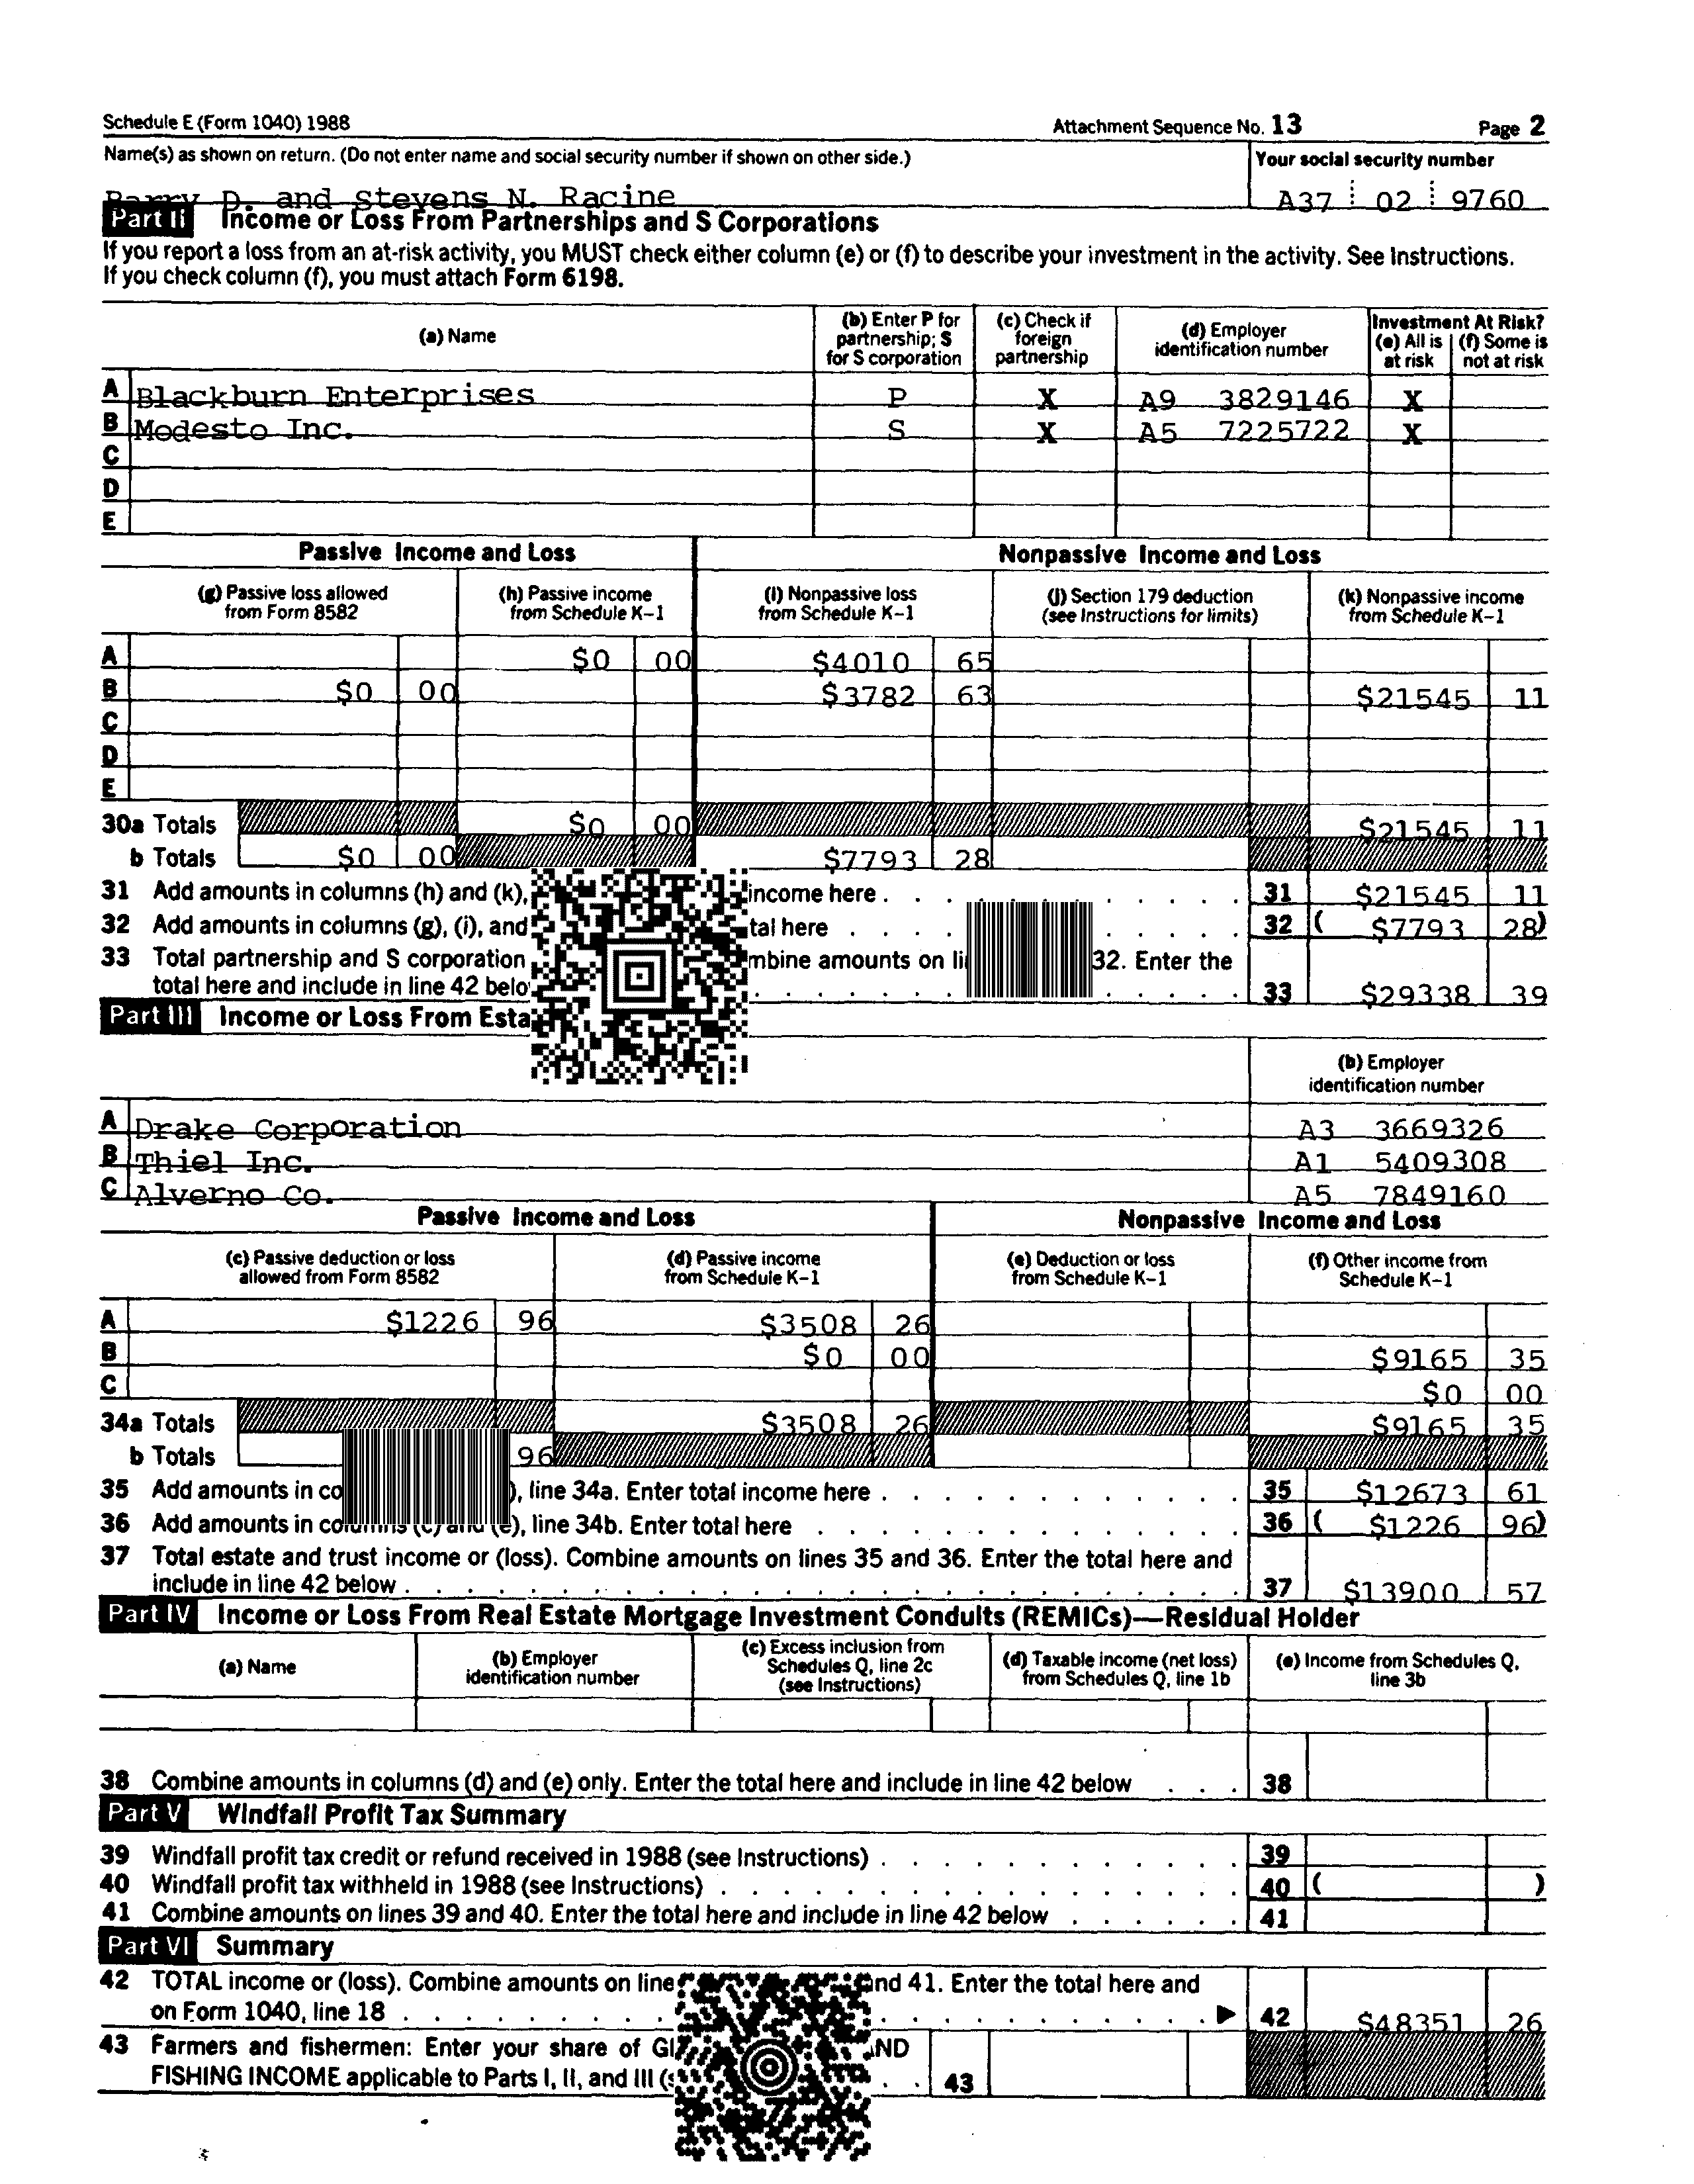 Schedule E (Form 1040) 1988 Attachment Sequence No. 13 Page 2
Name(s) as shown on return. (Do not enter name and social security number if shown on other side.) Your social security number
Barry D. and Stevens N. Racine A37 02 9760
Part II Income or Loss From Partnerships and S Corporations
If you report a loss from an at-risk activity, you MUST check either column (e) or (f) to describe your investment in the activity. See Instructions.
If you check column (f), you must attach Form 6198.
(a) Name (b) Enter P for partnership; S for S corporation (c) Check if foreign partnership (d) Employer identification number Investment At Risk? (e) All is at risk (f) Some is not at risk
A Blackburn Enterprises P X A9 3829146 X
B Modesto Inc. S X A5 7225722 X
C
D
E
Passive Income and Loss Nonpassive Income and Loss
(g) Passive loss allowed from Form 8582 (h) Passive income from Schedule K-1 (i) Nonpassive loss from Schedule K-1 (j) Section 179 deduction (see Instructions for limits) (k) Nonpassive income from Schedule K-1
A $0 00 $4010 65
B $0 00 $3782 63 $21545 11
C
D
E
30a Totals $0 00 $21545 11
b Totals $0 00 $7793 28
31 Add amounts in columns (h) and (k), income here . . . . . . . . 31 $21545 11
32 Add amounts in columns (g), (i), and tal here . . . . . . . . 32 ( $7793 28)
33 Total partnership and S corporation mbine amounts on li 32. Enter the
total here and include in line 42 belo . . . . . . . . 33 $29338 39
Part III Income or Loss From Esta
(b) Employer identification number
A Drake Corporation A3 3669326
B Thiel Inc. A1 5409308
C Alverno Co. A5 7849160
Passive Income and Loss Nonpassive Income and Loss
(c) Passive deduction or loss allowed from Form 8582 (d) Passive income from Schedule K-1 (e) Deduction or loss from Schedule K-1 (f) Other income from Schedule K-1
A $1226 96 $3508 26
B $0 00 $9165 35
C $0 00
34a Totals $3508 26 $9165 35
b Totals 96
35 Add amounts in co ), line 34a. Enter total income here . . . . . . . . 35 $12673 61
36 Add amounts in columns (c) and (e), line 34b. Enter total here . . . . . . . . 36 ( $1226 96)
37 Total estate and trust income or (loss). Combine amounts on lines 35 and 36. Enter the total here and
include in line 42 below . . . . . . . . 37 $13900 57
Part IV Income or Loss From Real Estate Mortgage Investment Conduits (REMICs)—Residual Holder
(a) Name (b) Employer identification number (c) Excess inclusion from Schedules Q, line 2c (see Instructions) (d) Taxable income (net loss) from Schedules Q, line 1b (e) Income from Schedules Q, line 3b
38 Combine amounts in columns (d) and (e) only. Enter the total here and include in line 42 below . . . 38
Part V Windfall Profit Tax Summary
39 Windfall profit tax credit or refund received in 1988 (see Instructions) . . . . . . . . 39
40 Windfall profit tax withheld in 1988 (see Instructions) . . . . . . . . 40 ( )
41 Combine amounts on lines 39 and 40. Enter the total here and include in line 42 below . . . . . . 41
Part VI Summary
42 TOTAL income or (loss). Combine amounts on line and 41. Enter the total here and
on Form 1040, line 18 . . . . . . . . ▶ 42 $48351 26
43 Farmers and fishermen: Enter your share of G ND
FISHING INCOME applicable to Parts I, II, and III ( . . 43